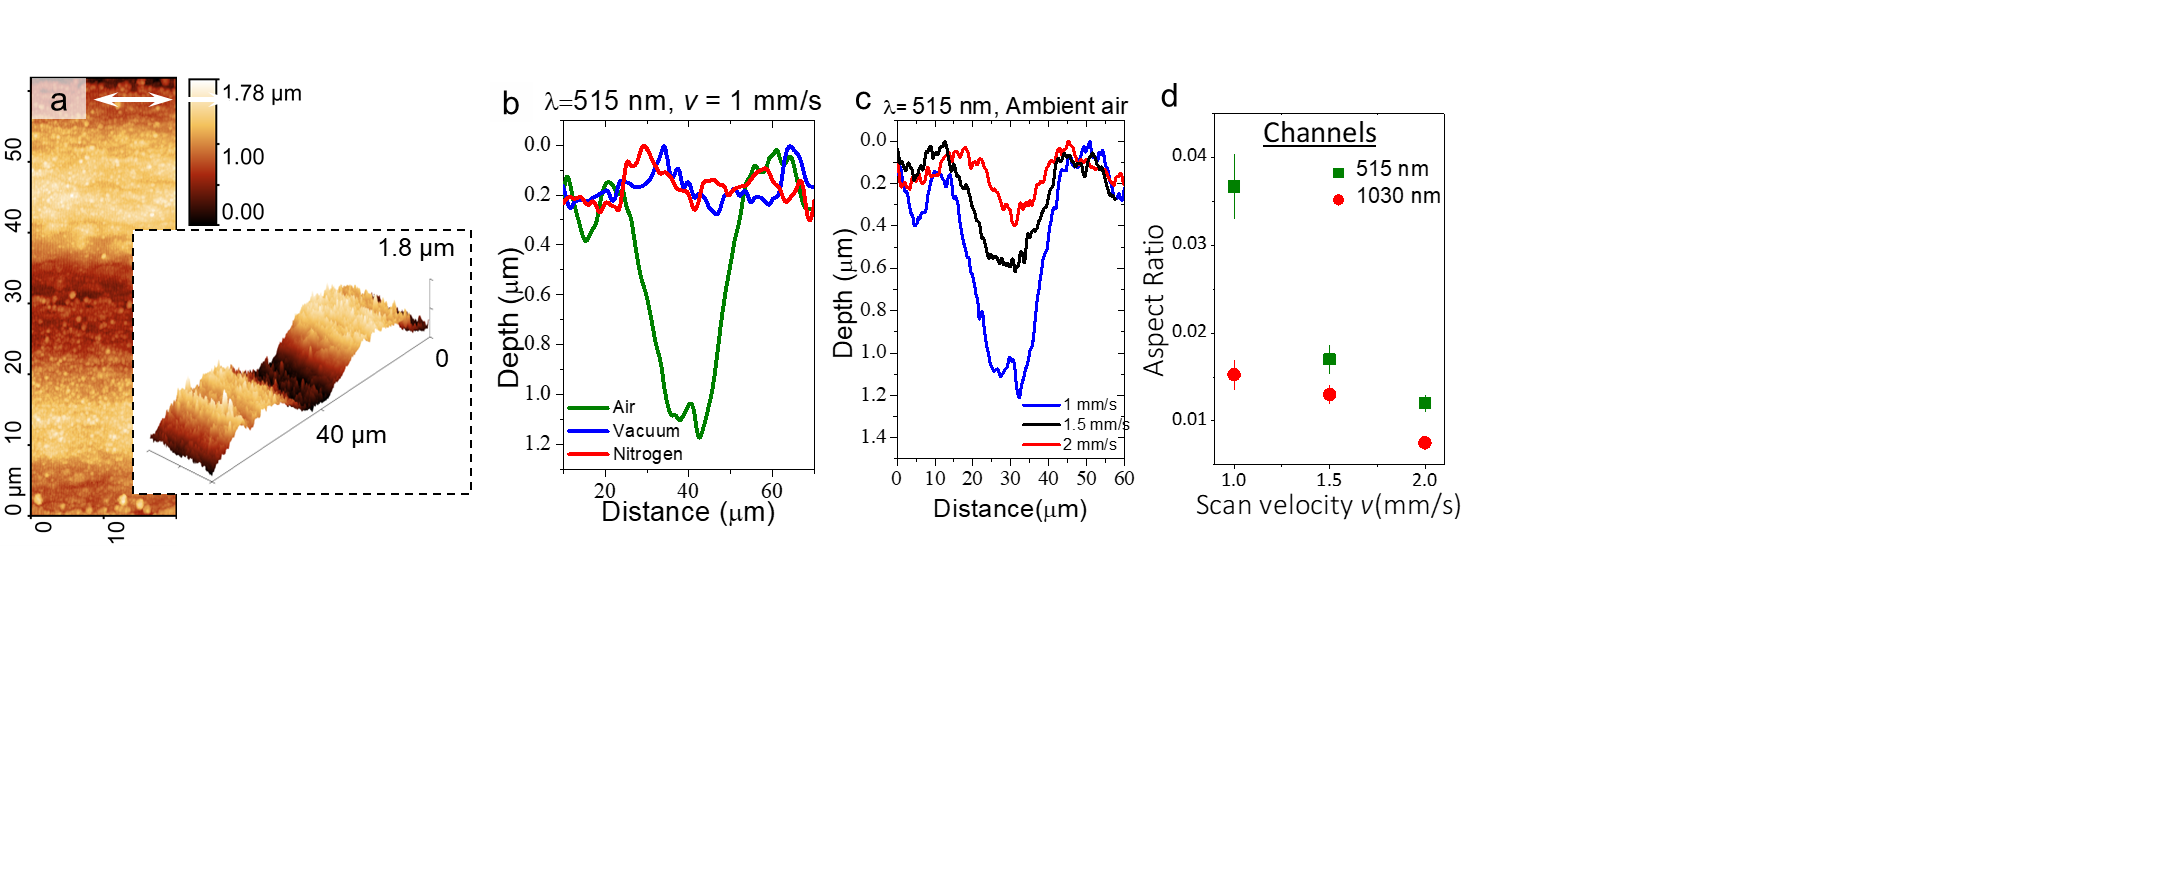 a
1.78 µm
1.00
0.00
50
40
30
20
10
0 µm
0
10
1.8 µm
0
40 µm
b
λ=515 nm, v = 1 mm/s
Depth (µm)
0.0
0.2
0.4
0.6
0.8
1.0
1.2
Air
Vacuum
Nitrogen
20
40
60
Distance (µm)
c
λ= 515 nm, Ambient air
Depth (µm)
0.0
0.2
0.4
0.6
0.8
1.0
1.2
1.4
1 mm/s
1.5 mm/s
2 mm/s
0
10
20
30
40
50
60
Distance(µm)
d
Channels
515 nm
1030 nm
Aspect Ratio
0.04
0.03
0.02
0.01
1.0
1.5
2.0
Scan velocity v(mm/s)